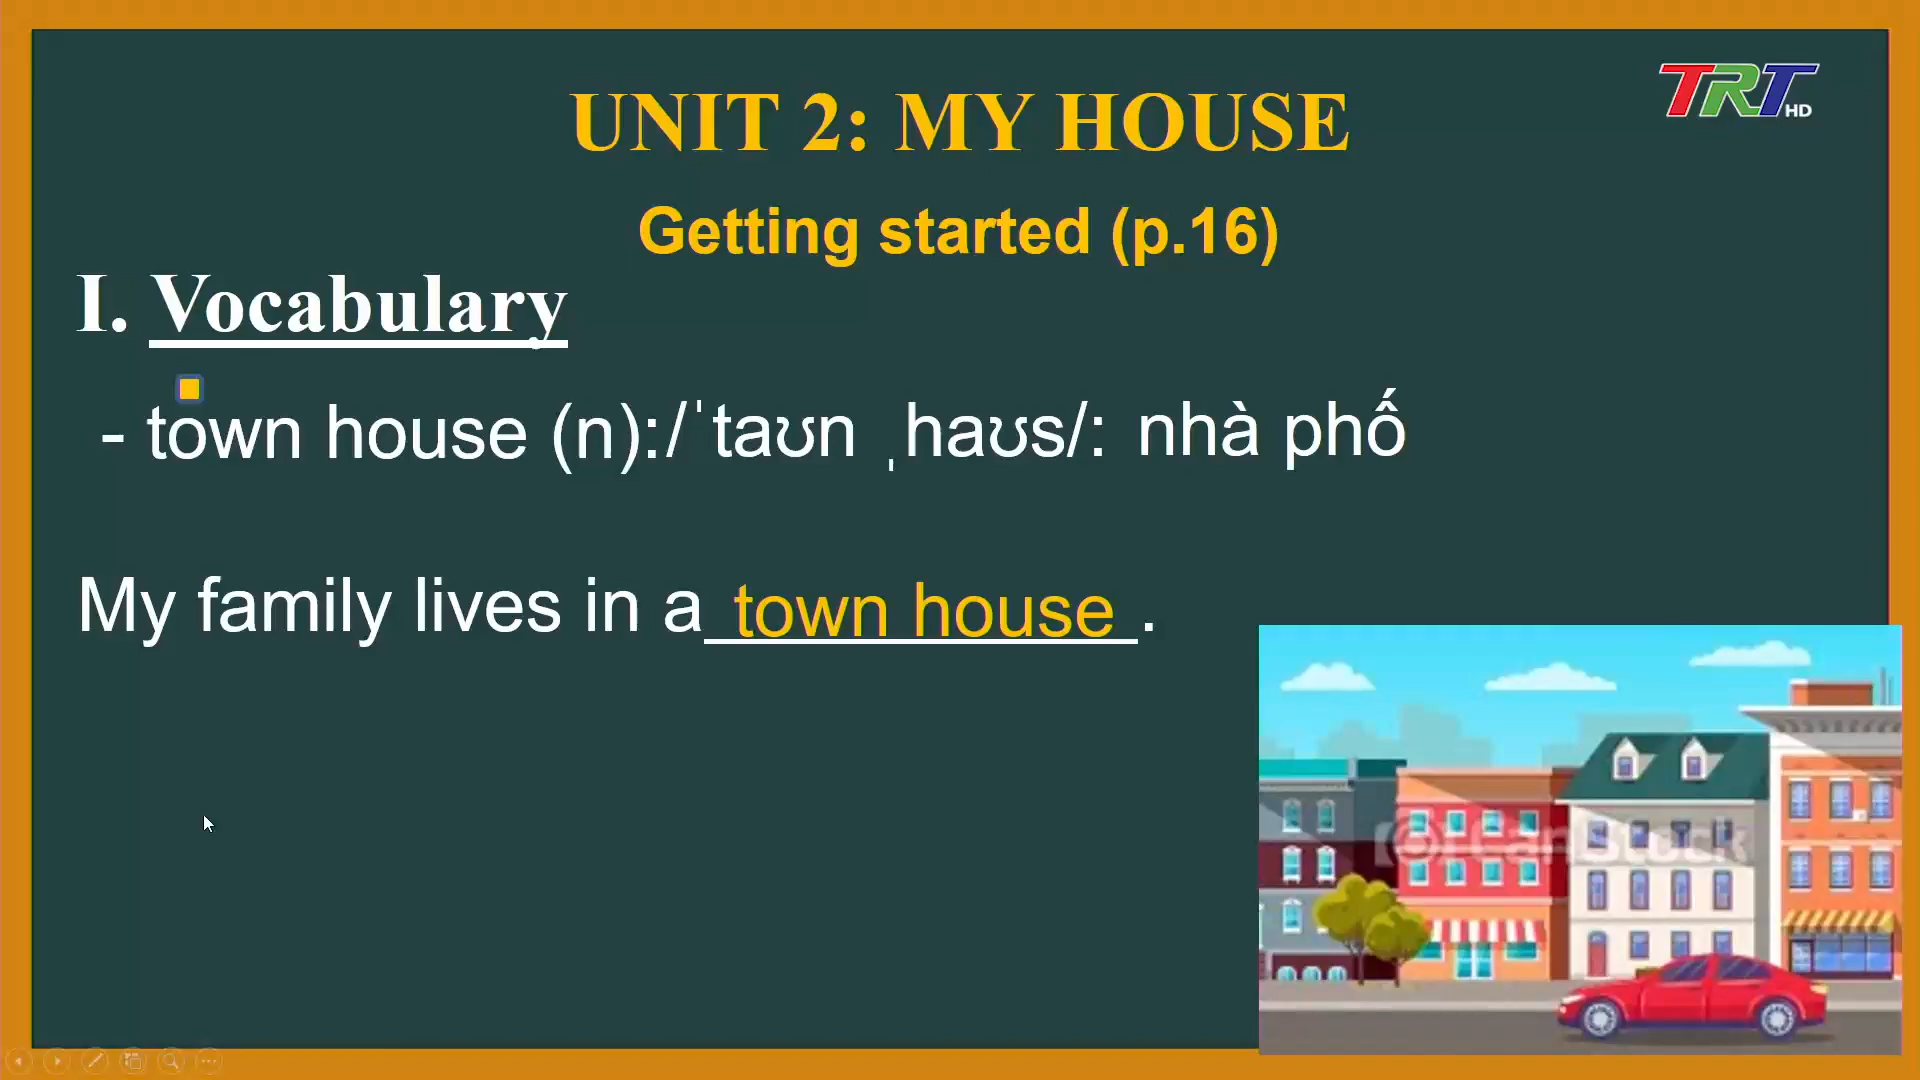 TRT HD
UNIT 2: MY HOUSE
Getting started (p.16)
I. Vocabulary
- town house (n):/ˈtaʊn ˌhaʊs/: nhà phố
My family lives in a town house.
CanStock